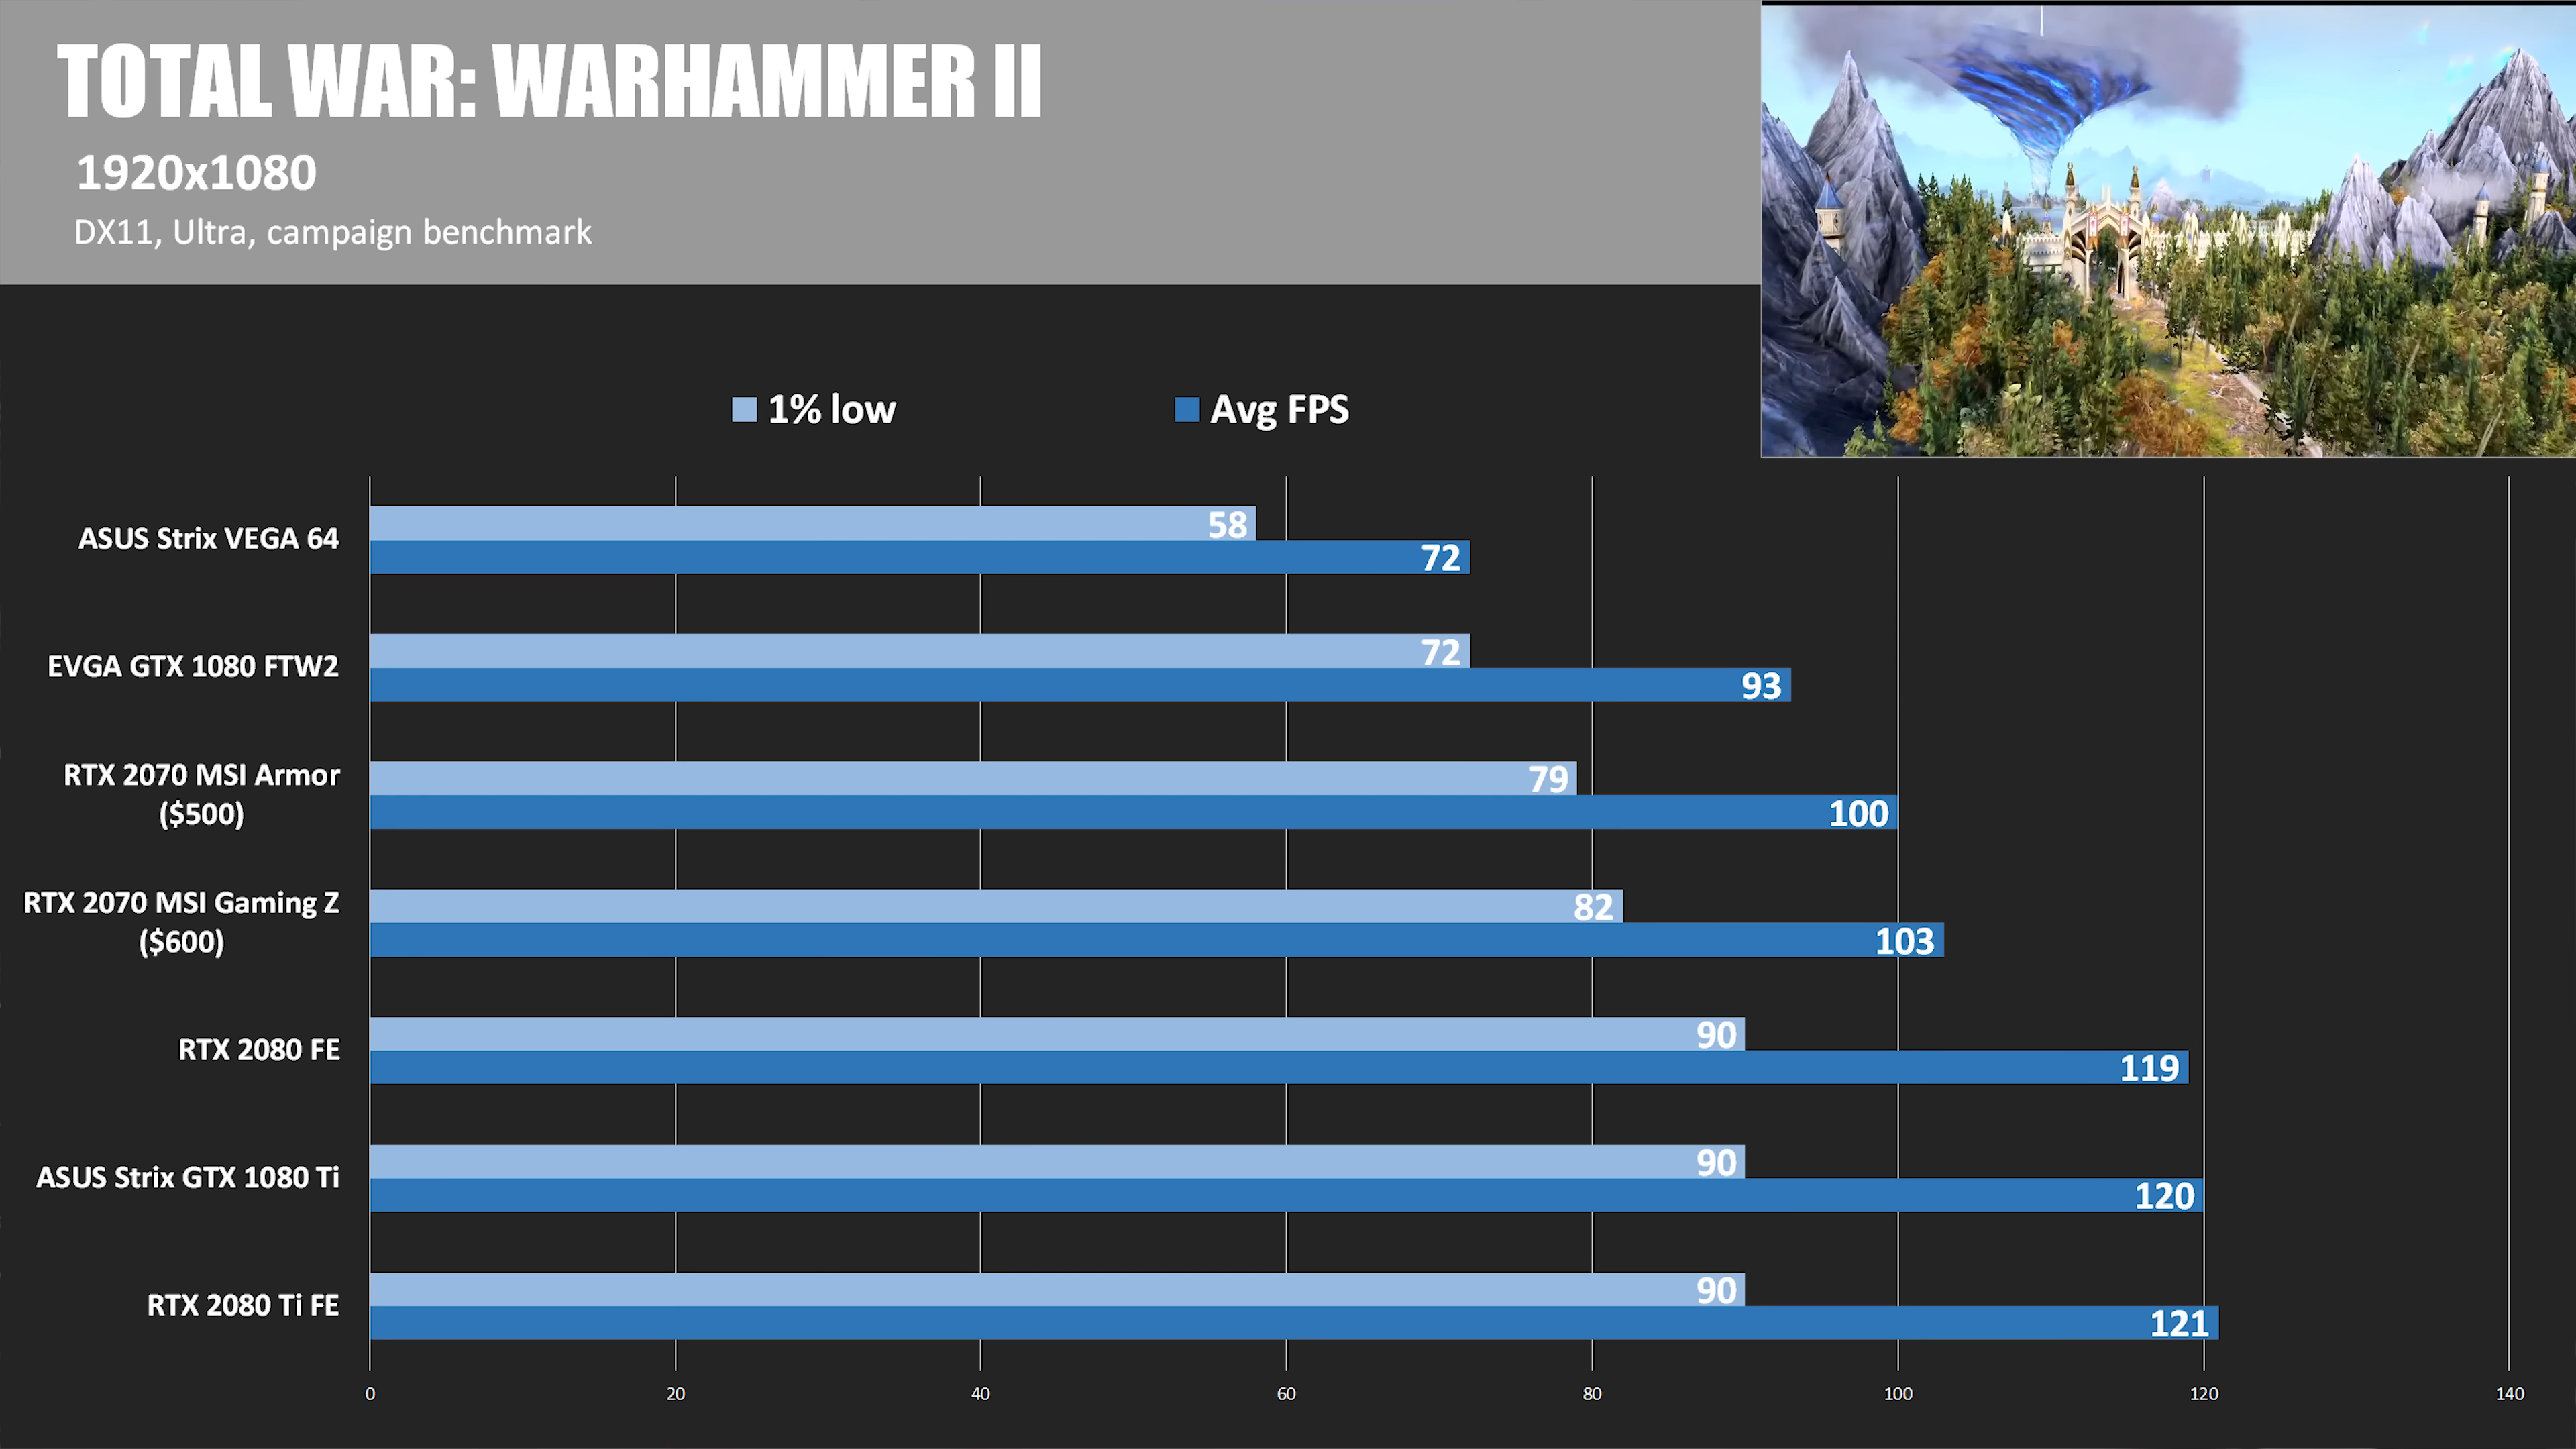 TOTAL WAR: WARHAMMER II
1920x1080
DX11, Ultra, campaign benchmark
1% low
Avg FPS
ASUS Strix VEGA 64
58
72
EVGA GTX 1080 FTW2
72
93
RTX 2070 MSI Armor
($500)
79
100
RTX 2070 MSI Gaming Z
($600)
82
103
RTX 2080 FE
90
119
ASUS Strix GTX 1080 Ti
90
120
RTX 2080 Ti FE
90
121
0 20 40 60 80 100 120 140